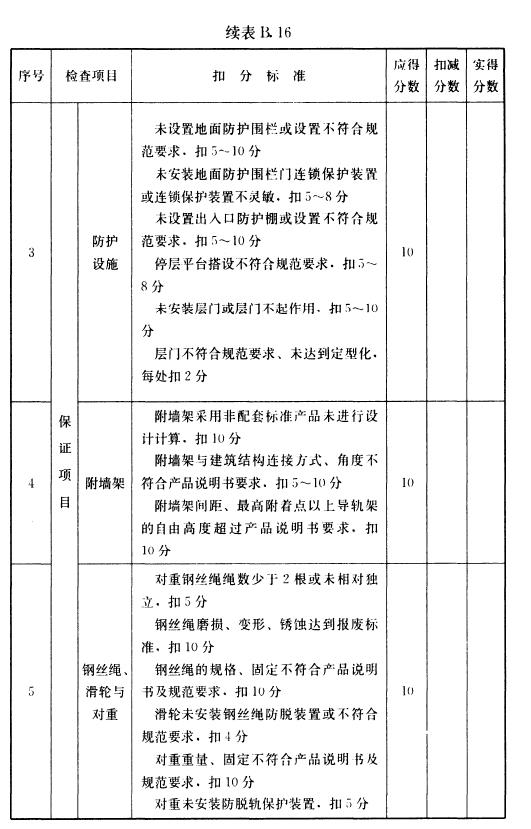 续表 B.16
序号 检查项目 扣 分 标 准 应得分数 扣减分数 实得分数
3
保证项目
防护
设施
未设置地面防护围栏或设置不符合规
范要求，扣 5～10 分
未安装地面防护围栏门连锁保护装置
或连锁保护装置不灵敏，扣 5～8 分
未设置出入口防护棚或设置不符合规
范要求，扣 5～10 分
停层平台搭设不符合规范要求，扣 5～
8 分
未安装层门或层门不起作用，扣 5～10
分
层门不符合规范要求、未达到定型化，
每处扣 2 分
10
4
附墙架
附墙架采用非配套标准产品未进行设
计计算，扣 10 分
附墙架与建筑结构连接方式、角度不
符合产品说明书要求，扣 5～10 分
附墙架间距、最高附着点以上导轨架
的自由高度超过产品说明书要求，扣
10 分
10
5
钢丝绳、
滑轮与
对重
对重钢丝绳绳数少于 2 根或未相对独
立，扣 5 分
钢丝绳磨损、变形、锈蚀达到报废标
准，扣 10 分
钢丝绳的规格、固定不符合产品说明
书及规范要求，扣 10 分
滑轮未安装钢丝绳防脱装置或不符合
规范要求，扣 4 分
对重重量、固定不符合产品说明书及
规范要求，扣 10 分
对重未安装防脱轨保护装置，扣 5 分
10